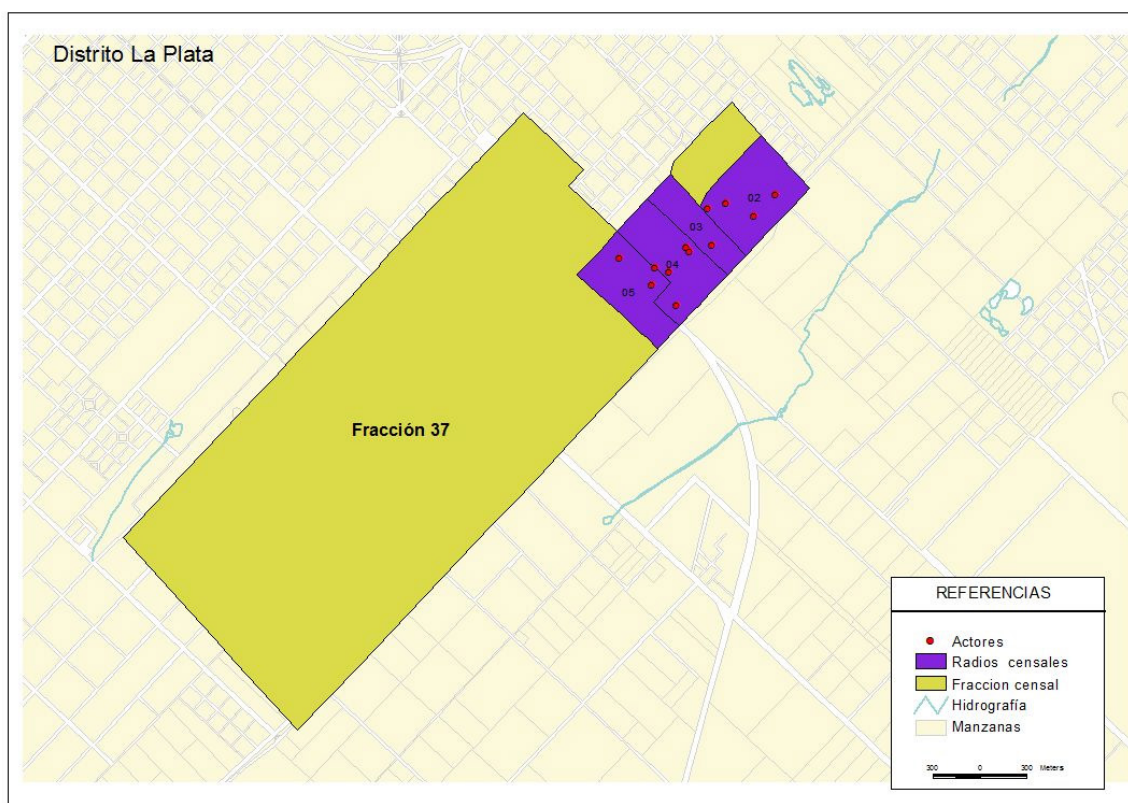 Distrito La Plata
02
03
04
05
Fracción 37
REFERENCIAS
Actores
Radios censales
Fraccion censal
Hidrografía
Manzanas
300 0 300 Meters